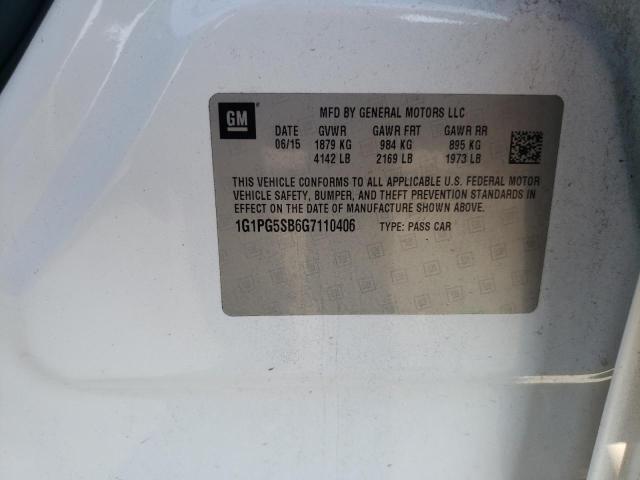 GM
MFD BY GENERAL MOTORS LLC
DATE GVWR GAWR FRT GAWR RR
06/15 1879 KG 984 KG 895 KG
4142 LB 2169 LB 1973 LB
THIS VEHICLE CONFORMS TO ALL APPLICABLE U.S. FEDERAL MOTOR
VEHICLE SAFETY, BUMPER, AND THEFT PREVENTION STANDARDS IN
EFFECT ON THE DATE OF MANUFACTURE SHOWN ABOVE.
1G1PG5SB6G7110406 TYPE: PASS CAR